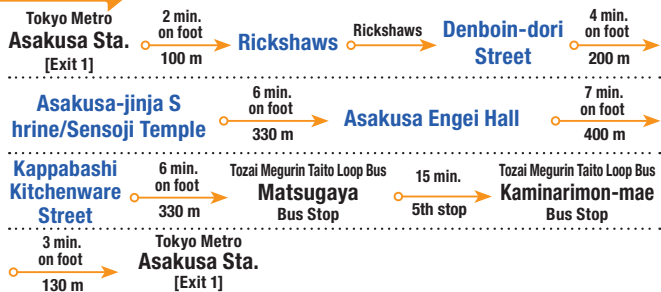 Tokyo Metro
Asakusa Sta.
[Exit 1]
2 min.
on foot
100 m
Rickshaws
Rickshaws
Denboin-dori
Street
4 min.
on foot
200 m
Asakusa-jinja S
hrine/Sensoji Temple
6 min.
on foot
330 m
Asakusa Engei Hall
7 min.
on foot
400 m
Kappabashi
Kitchenware
Street
6 min.
on foot
330 m
Tozai Megurin Taito Loop Bus
Matsugaya
Bus Stop
15 min.
5th stop
Tozai Megurin Taito Loop Bus
Kaminarimon-mae
Bus Stop
3 min.
on foot
130 m
Tokyo Metro
Asakusa Sta.
[Exit 1]